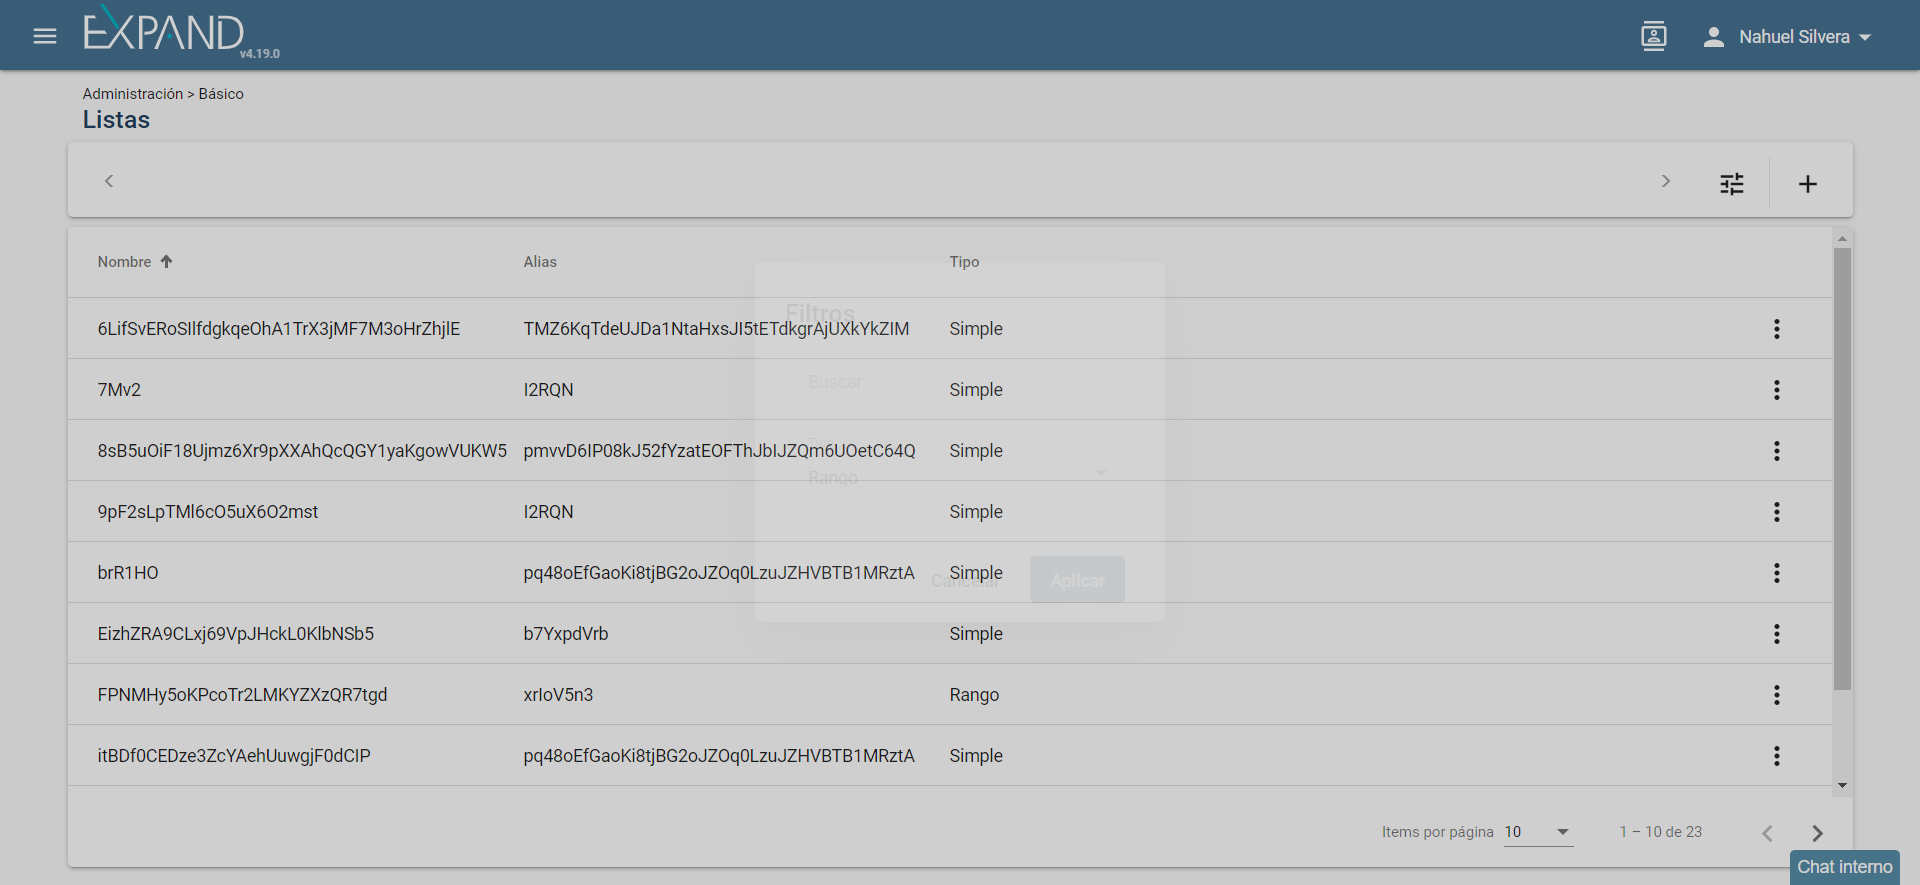 EXPAND
v4.19.0
Nahuel Silvera
Administración > Básico
Listas
Nombre Alias Tipo
Filtros
6LifSvERoSIlfdgkqeOhA1TrX3jMF7M3oHrZhjlE TMZ6KqTdeUJDa1NtaHxsJI5tETdkgrAjUXkYkZIM Simple
Buscar
7Mv2 I2RQN Simple
8sB5uOiF18Ujmz6Xr9pXXAhQcQGY1yaKgowVUKW5 pmvvD6IP08kJ52fYzatEOFThJbIJZQm6UOetC64Q Simple
Rango
9pF2sLpTMl6cO5uX6O2mst I2RQN Simple
brR1HO pq48oEfGaoKi8tjBG2oJZOq0LzuJZHVBTB1MRztA Simple
Cancelar Aplicar
EizhZRA9CLxj69VpJHckL0KlbNSb5 b7YxpdVrb Simple
FPNMHy5oKPcoTr2LMKYZXzQR7tgd xrIoV5n3 Rango
itBDf0CEDze3ZcYAehUuwgjF0dCIP pq48oEfGaoKi8tjBG2oJZOq0LzuJZHVBTB1MRztA Simple
Items por página 10 1 – 10 de 23
Chat interno